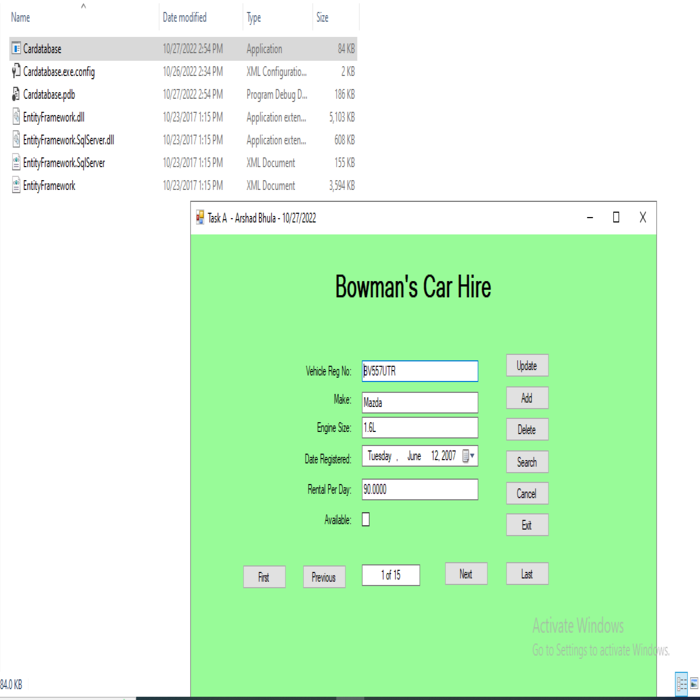 Name Date modified Type Size
Cardatabase 10/27/2022 2:54 PM Application 84 KB
Cardatabase.exe.config 10/26/2022 2:34 PM XML Configuratio... 2 KB
Cardatabase.pdb 10/27/2022 2:54 PM Program Debug D... 186 KB
EntityFramework.dll 10/23/2017 1:15 PM Application exten... 5,103 KB
EntityFramework.SqlServer.dll 10/23/2017 1:15 PM Application exten... 608 KB
EntityFramework.SqlServer 10/23/2017 1:15 PM XML Document 155 KB
EntityFramework 10/23/2017 1:15 PM XML Document 3,594 KB
Task A - Arshad Bhula - 10/27/2022
Bowman's Car Hire
Vehicle Reg No: BV557UTR Update
Make: Mazda Add
Engine Size: 1.6L Delete
Date Registered: Tuesday , June 12, 2007 Search
Rental Per Day: 90.0000 Cancel
Available: Exit
First Previous 1 of 15 Next Last
Activate Windows
Go to Settings to activate Windows.
84.0 KB